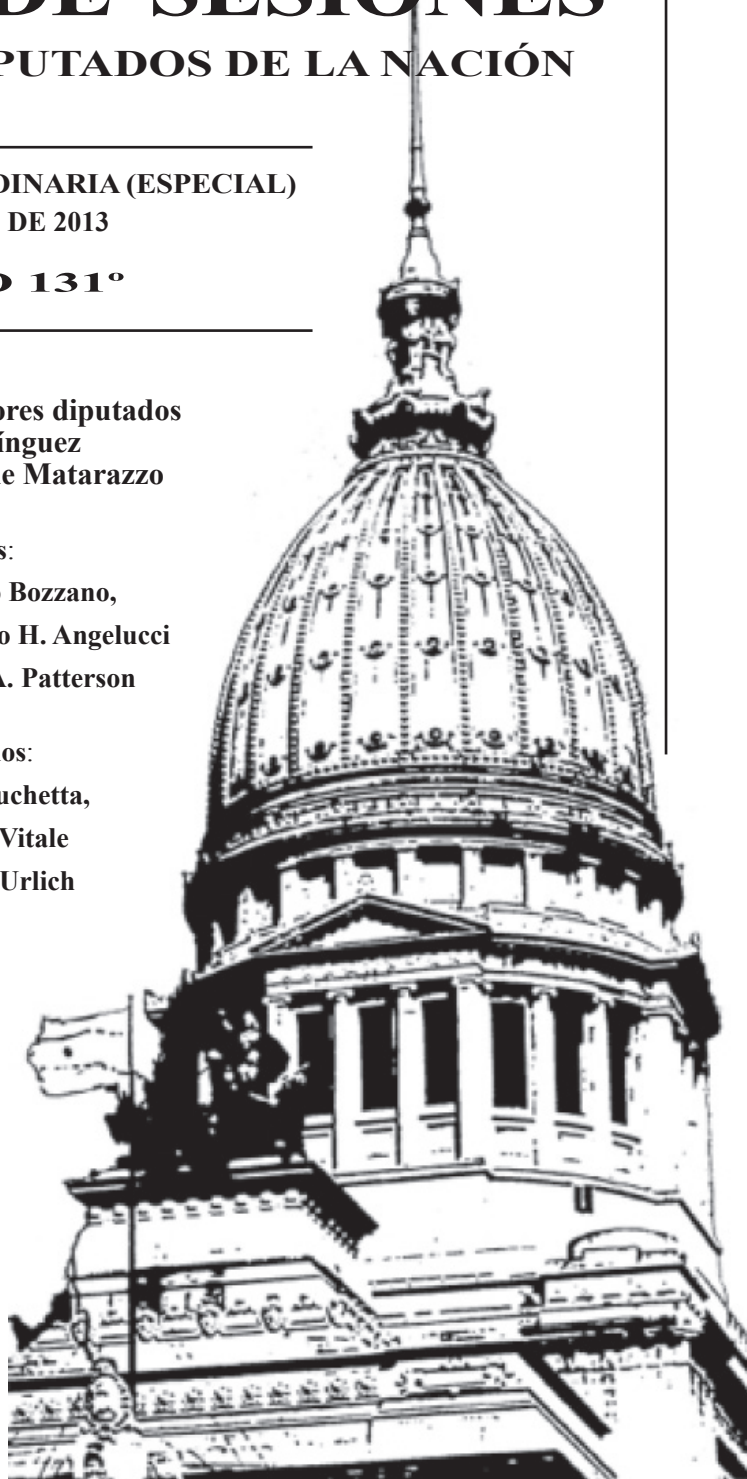 DE SESIONES
PUTADOS DE LA NACIÓN
DINARIA (ESPECIAL)
DE 2013
O 131º
ores diputados
ínguez
e Matarazzo
s:
o Bozzano,
o H. Angelucci
A. Patterson
ios:
uchetta,
Vitale
Urlich